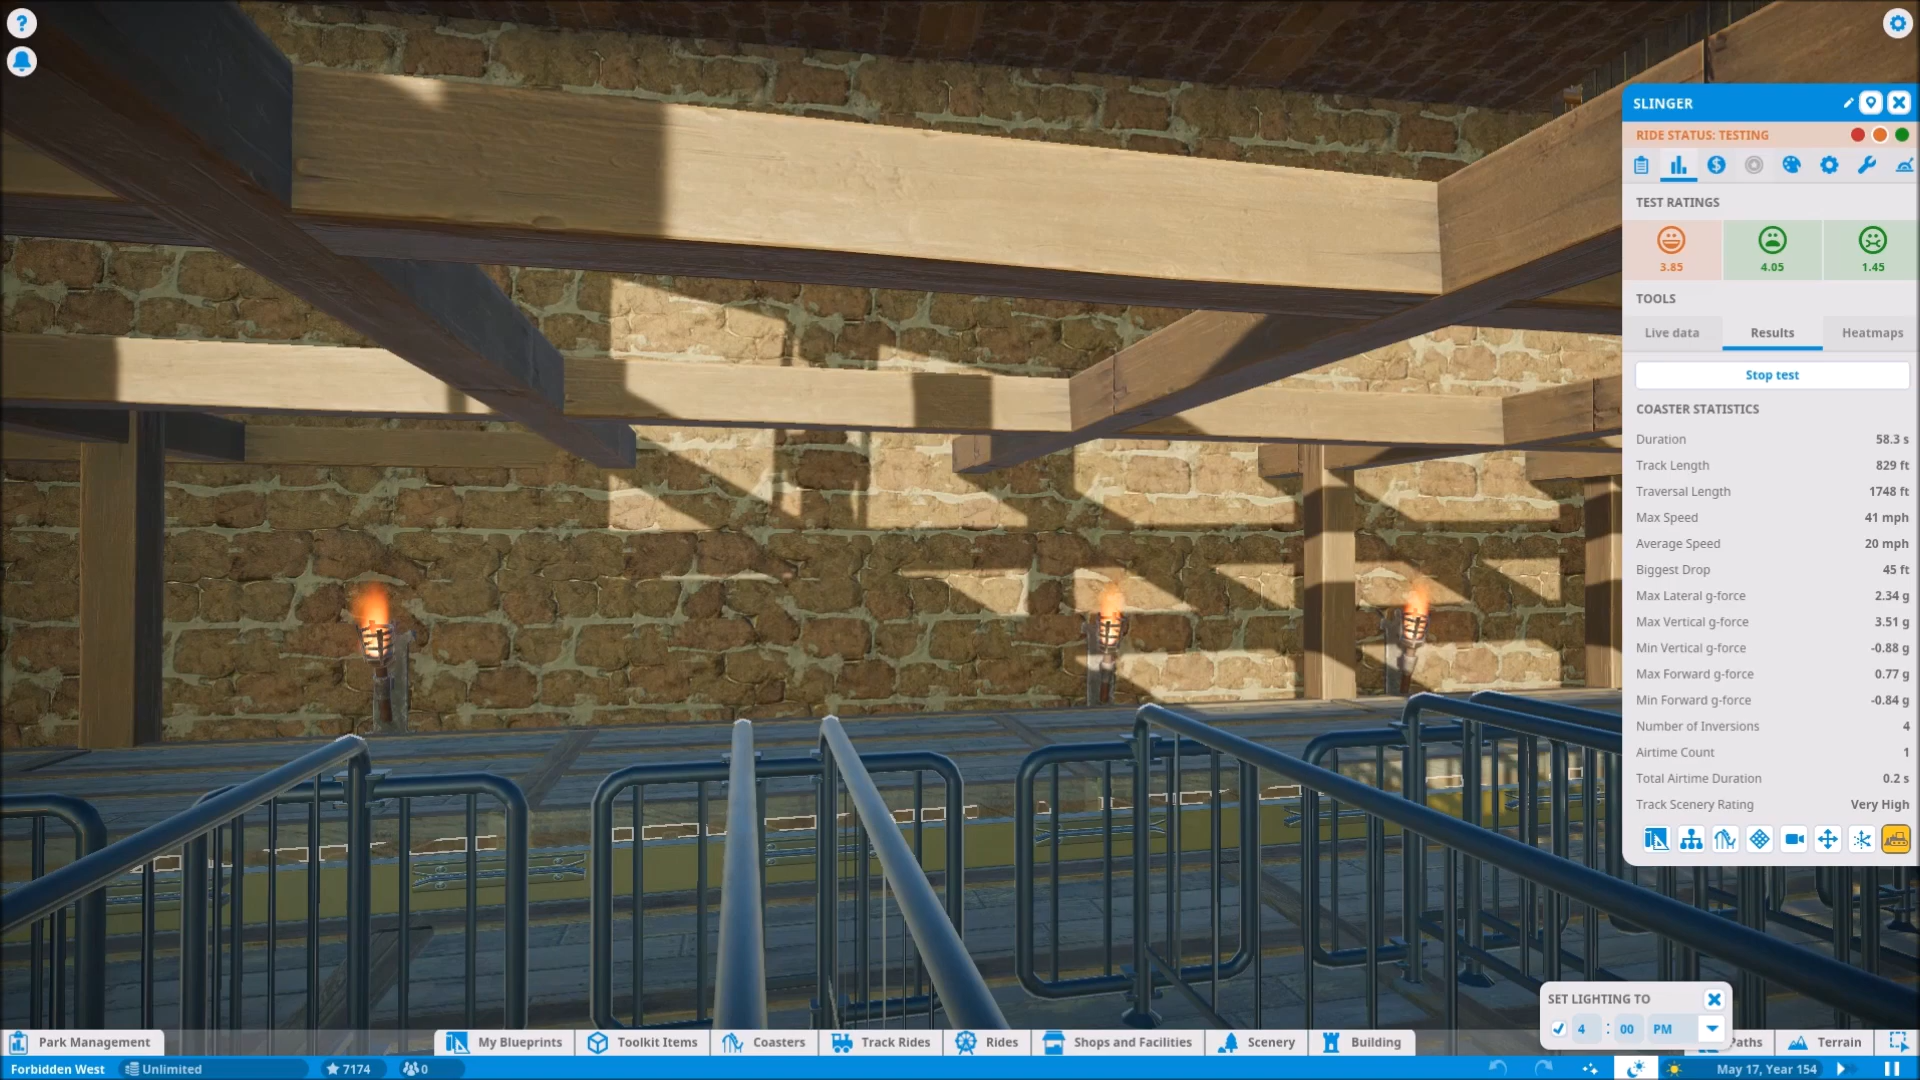 ?
SLINGER
RIDE STATUS: TESTING
TEST RATINGS
3.85 4.05 1.45
TOOLS
Live data Results Heatmaps
Stop test
COASTER STATISTICS
Duration 58.3 s
Track Length 829 ft
Traversal Length 1748 ft
Max Speed 41 mph
Average Speed 20 mph
Biggest Drop 45 ft
Max Lateral g-force 2.34 g
Max Vertical g-force 3.51 g
Min Vertical g-force -0.88 g
Max Forward g-force 0.77 g
Min Forward g-force -0.84 g
Number of Inversions 4
Airtime Count 1
Total Airtime Duration 0.2 s
Track Scenery Rating Very High
SET LIGHTING TO
4 : 00 PM
Park Management My Blueprints Toolkit Items Coasters Track Rides Rides Shops and Facilities Scenery Building Paths Terrain
Forbidden West Unlimited 7174 0 May 17, Year 154